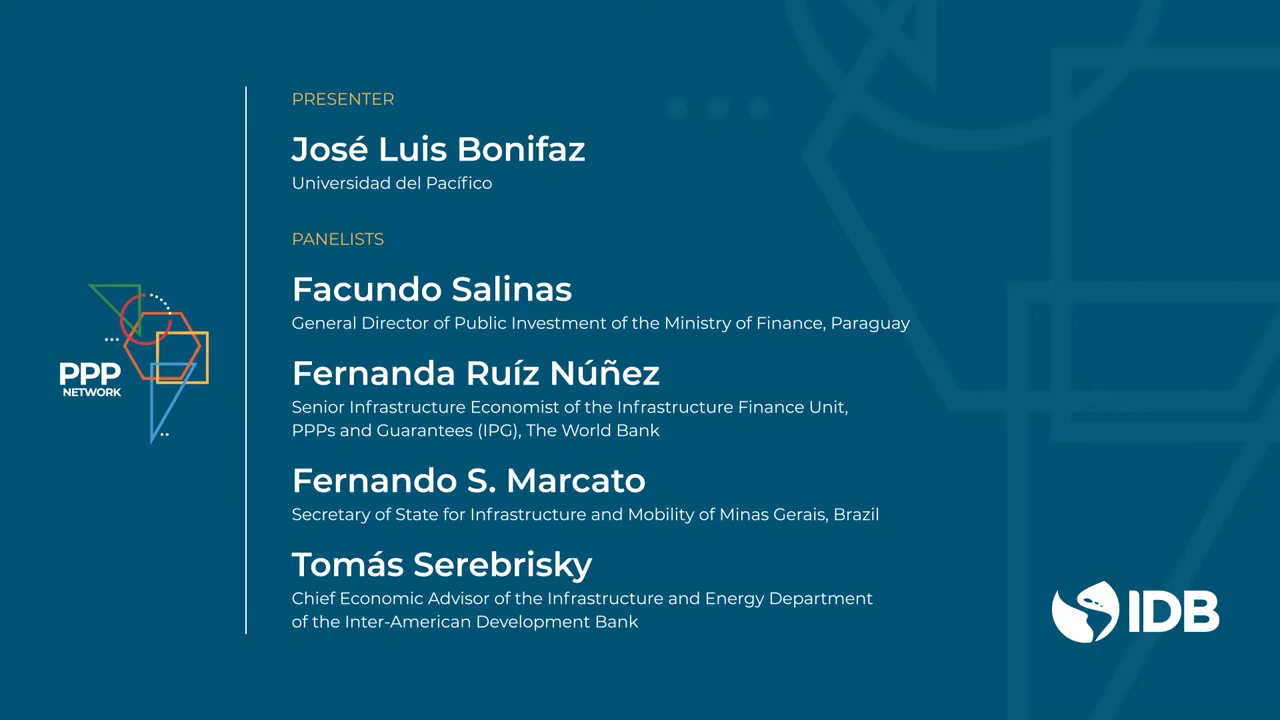 PRESENTER
José Luis Bonifaz
Universidad del Pacífico
PANELISTS
Facundo Salinas
General Director of Public Investment of the Ministry of Finance, Paraguay
Fernanda Ruíz Núñez
Senior Infrastructure Economist of the Infrastructure Finance Unit,
PPPs and Guarantees (IPG), The World Bank
Fernando S. Marcato
Secretary of State for Infrastructure and Mobility of Minas Gerais, Brazil
Tomás Serebrisky
Chief Economic Advisor of the Infrastructure and Energy Department
of the Inter-American Development Bank
PPP
NETWORK
IDB